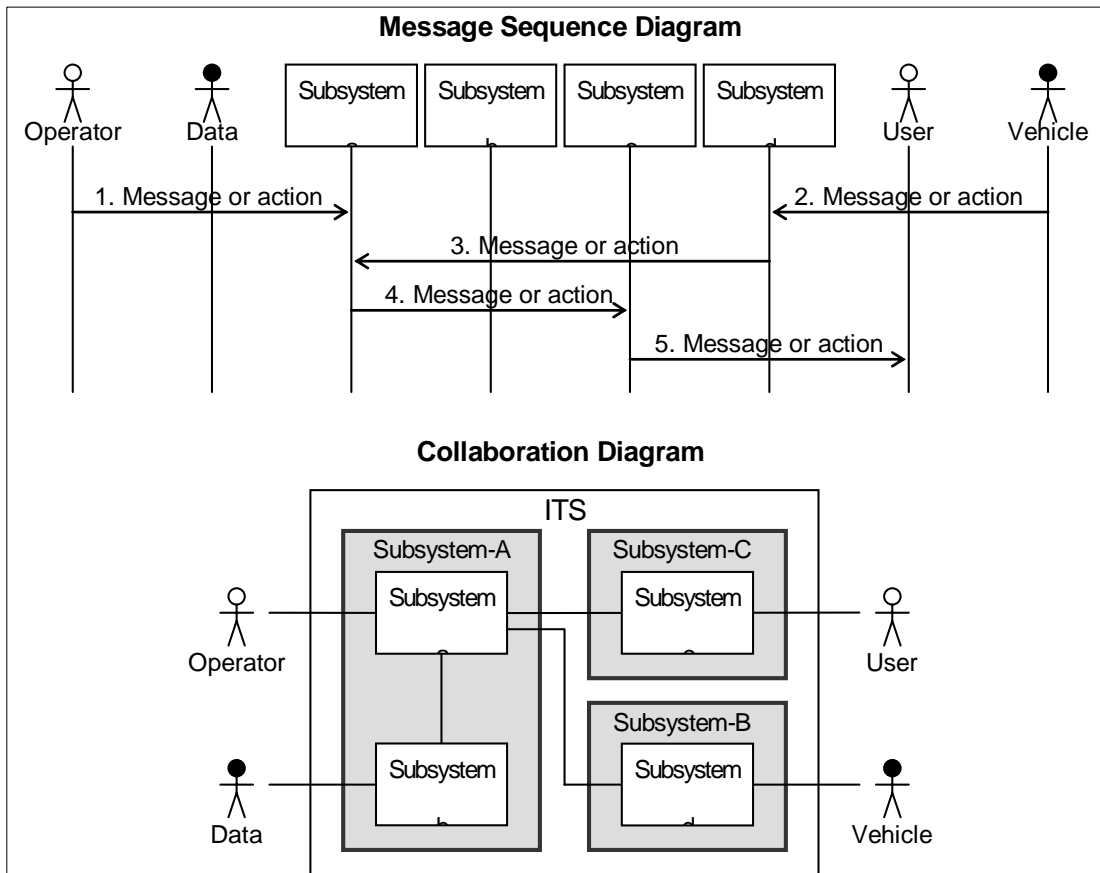 Message Sequence Diagram
Operator
Data
Subsystem
Subsystem
Subsystem
Subsystem
User
Vehicle
1. Message or action
2. Message or action
3. Message or action
4. Message or action
5. Message or action
Collaboration Diagram
ITS
Subsystem-A
Subsystem-C
Subsystem
Subsystem
Operator
User
Subsystem-B
Subsystem
Subsystem
Data
Vehicle